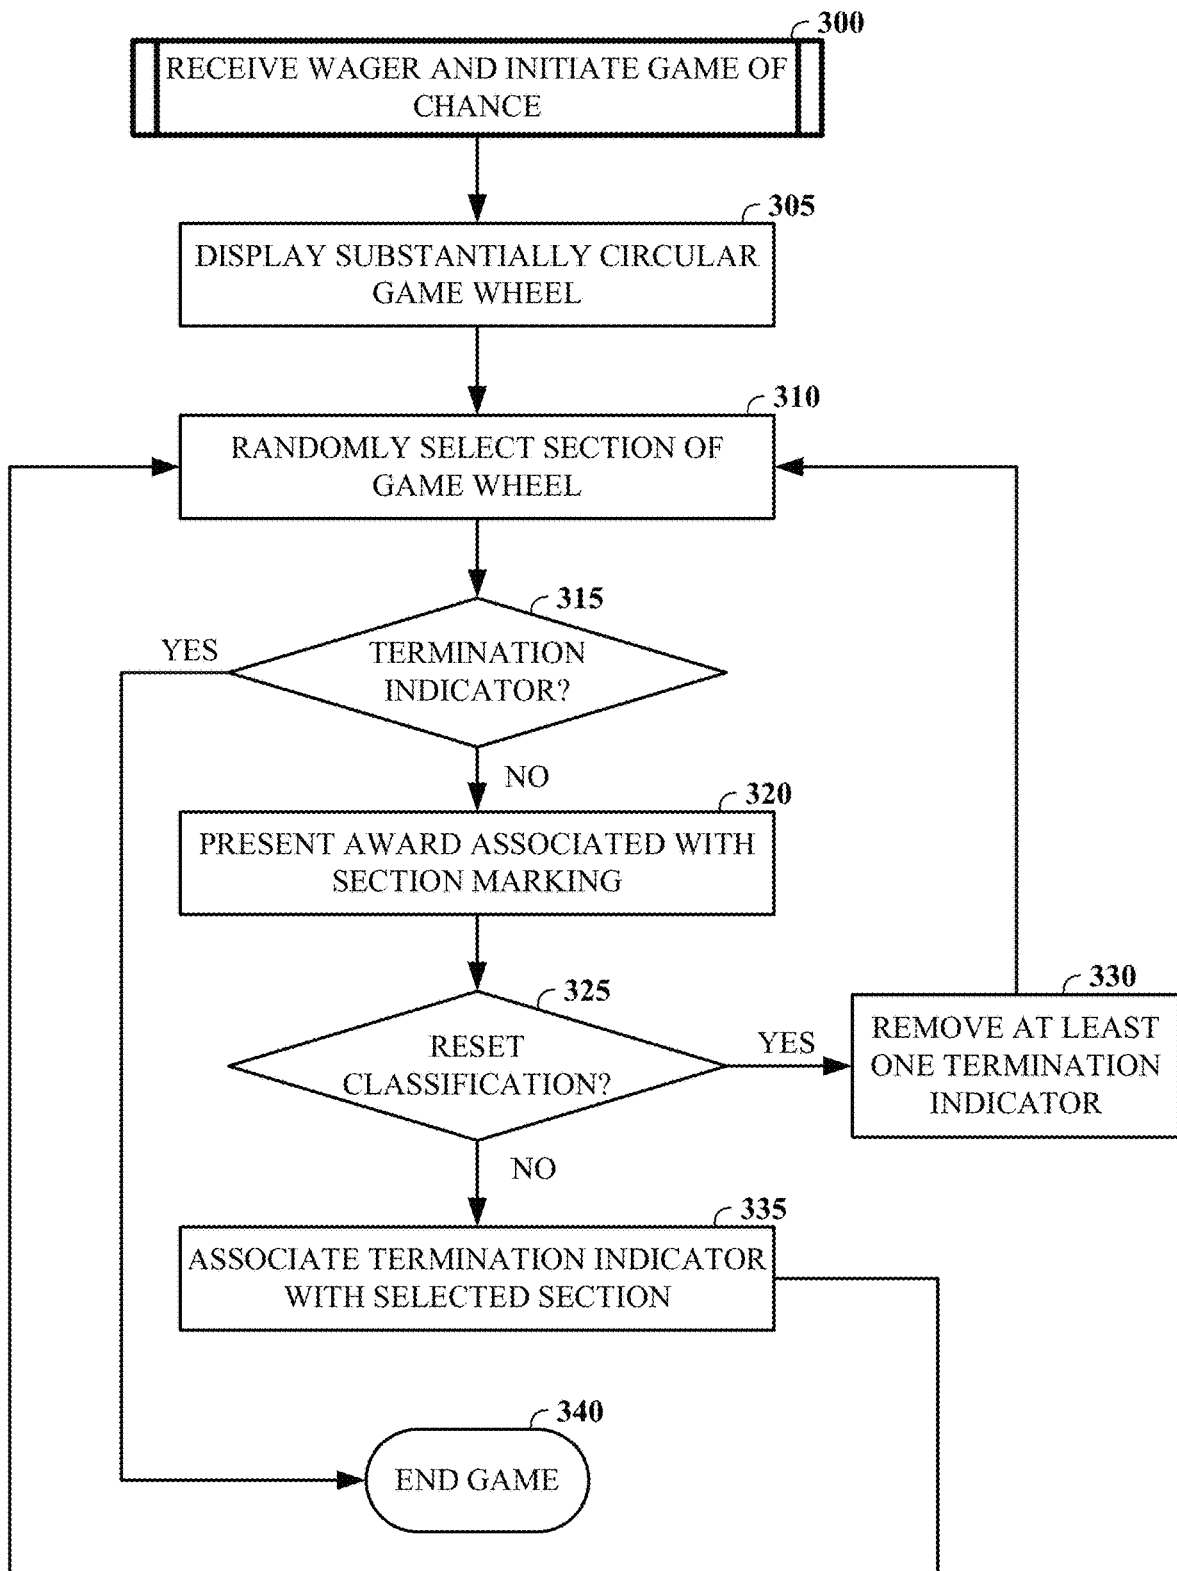 300
RECEIVE WAGER AND INITIATE GAME OF
CHANCE
305
DISPLAY SUBSTANTIALLY CIRCULAR
GAME WHEEL
310
RANDOMLY SELECT SECTION OF
GAME WHEEL
315
YES
TERMINATION
INDICATOR?
NO
320
PRESENT AWARD ASSOCIATED WITH
SECTION MARKING
325
RESET
CLASSIFICATION?
YES
330
REMOVE AT LEAST
ONE TERMINATION
INDICATOR
NO
335
ASSOCIATE TERMINATION INDICATOR
WITH SELECTED SECTION
340
END GAME